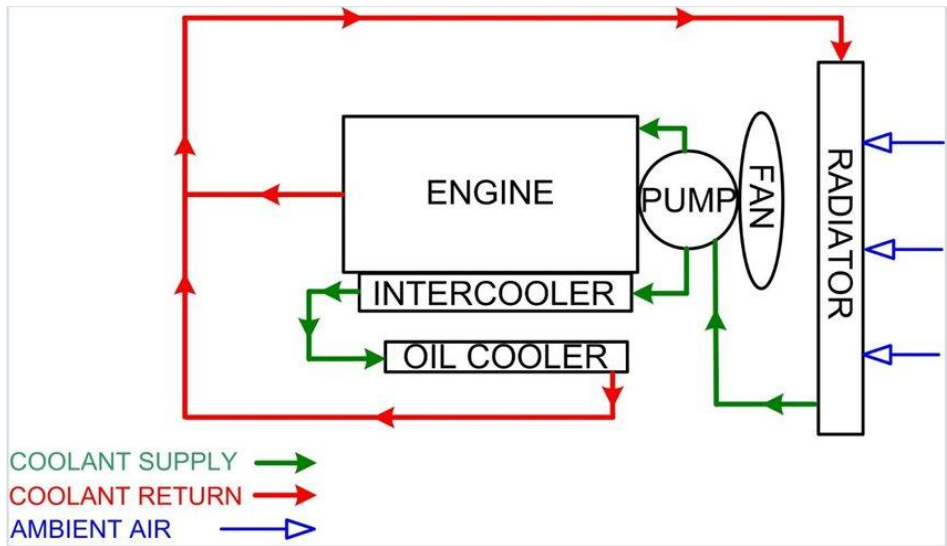 ENGINE
PUMP
FAN
RADIATOR
INTERCOOLER
OIL COOLER
COOLANT SUPPLY
COOLANT RETURN
AMBIENT AIR